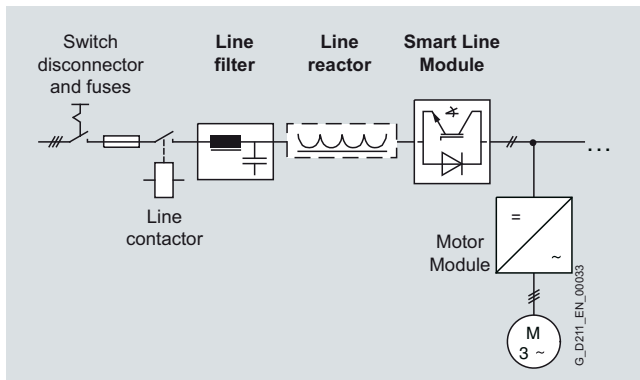 Switch
disconnector
and fuses
Line
filter
Line
reactor
Smart Line
Module
Line
contactor
...
=
~
Motor
Module
M
3 ~
G_D211_EN_00033